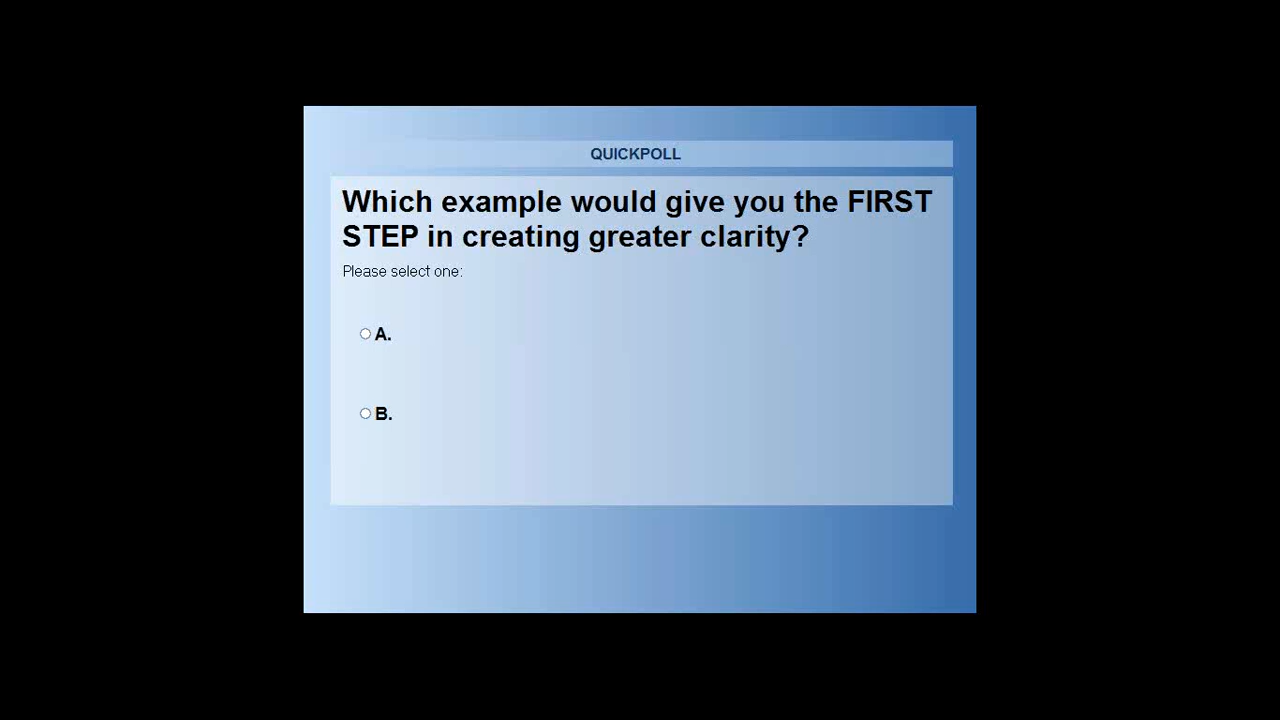 QUICKPOLL
Which example would give you the FIRST
STEP in creating greater clarity?
Please select one:
A.
B.